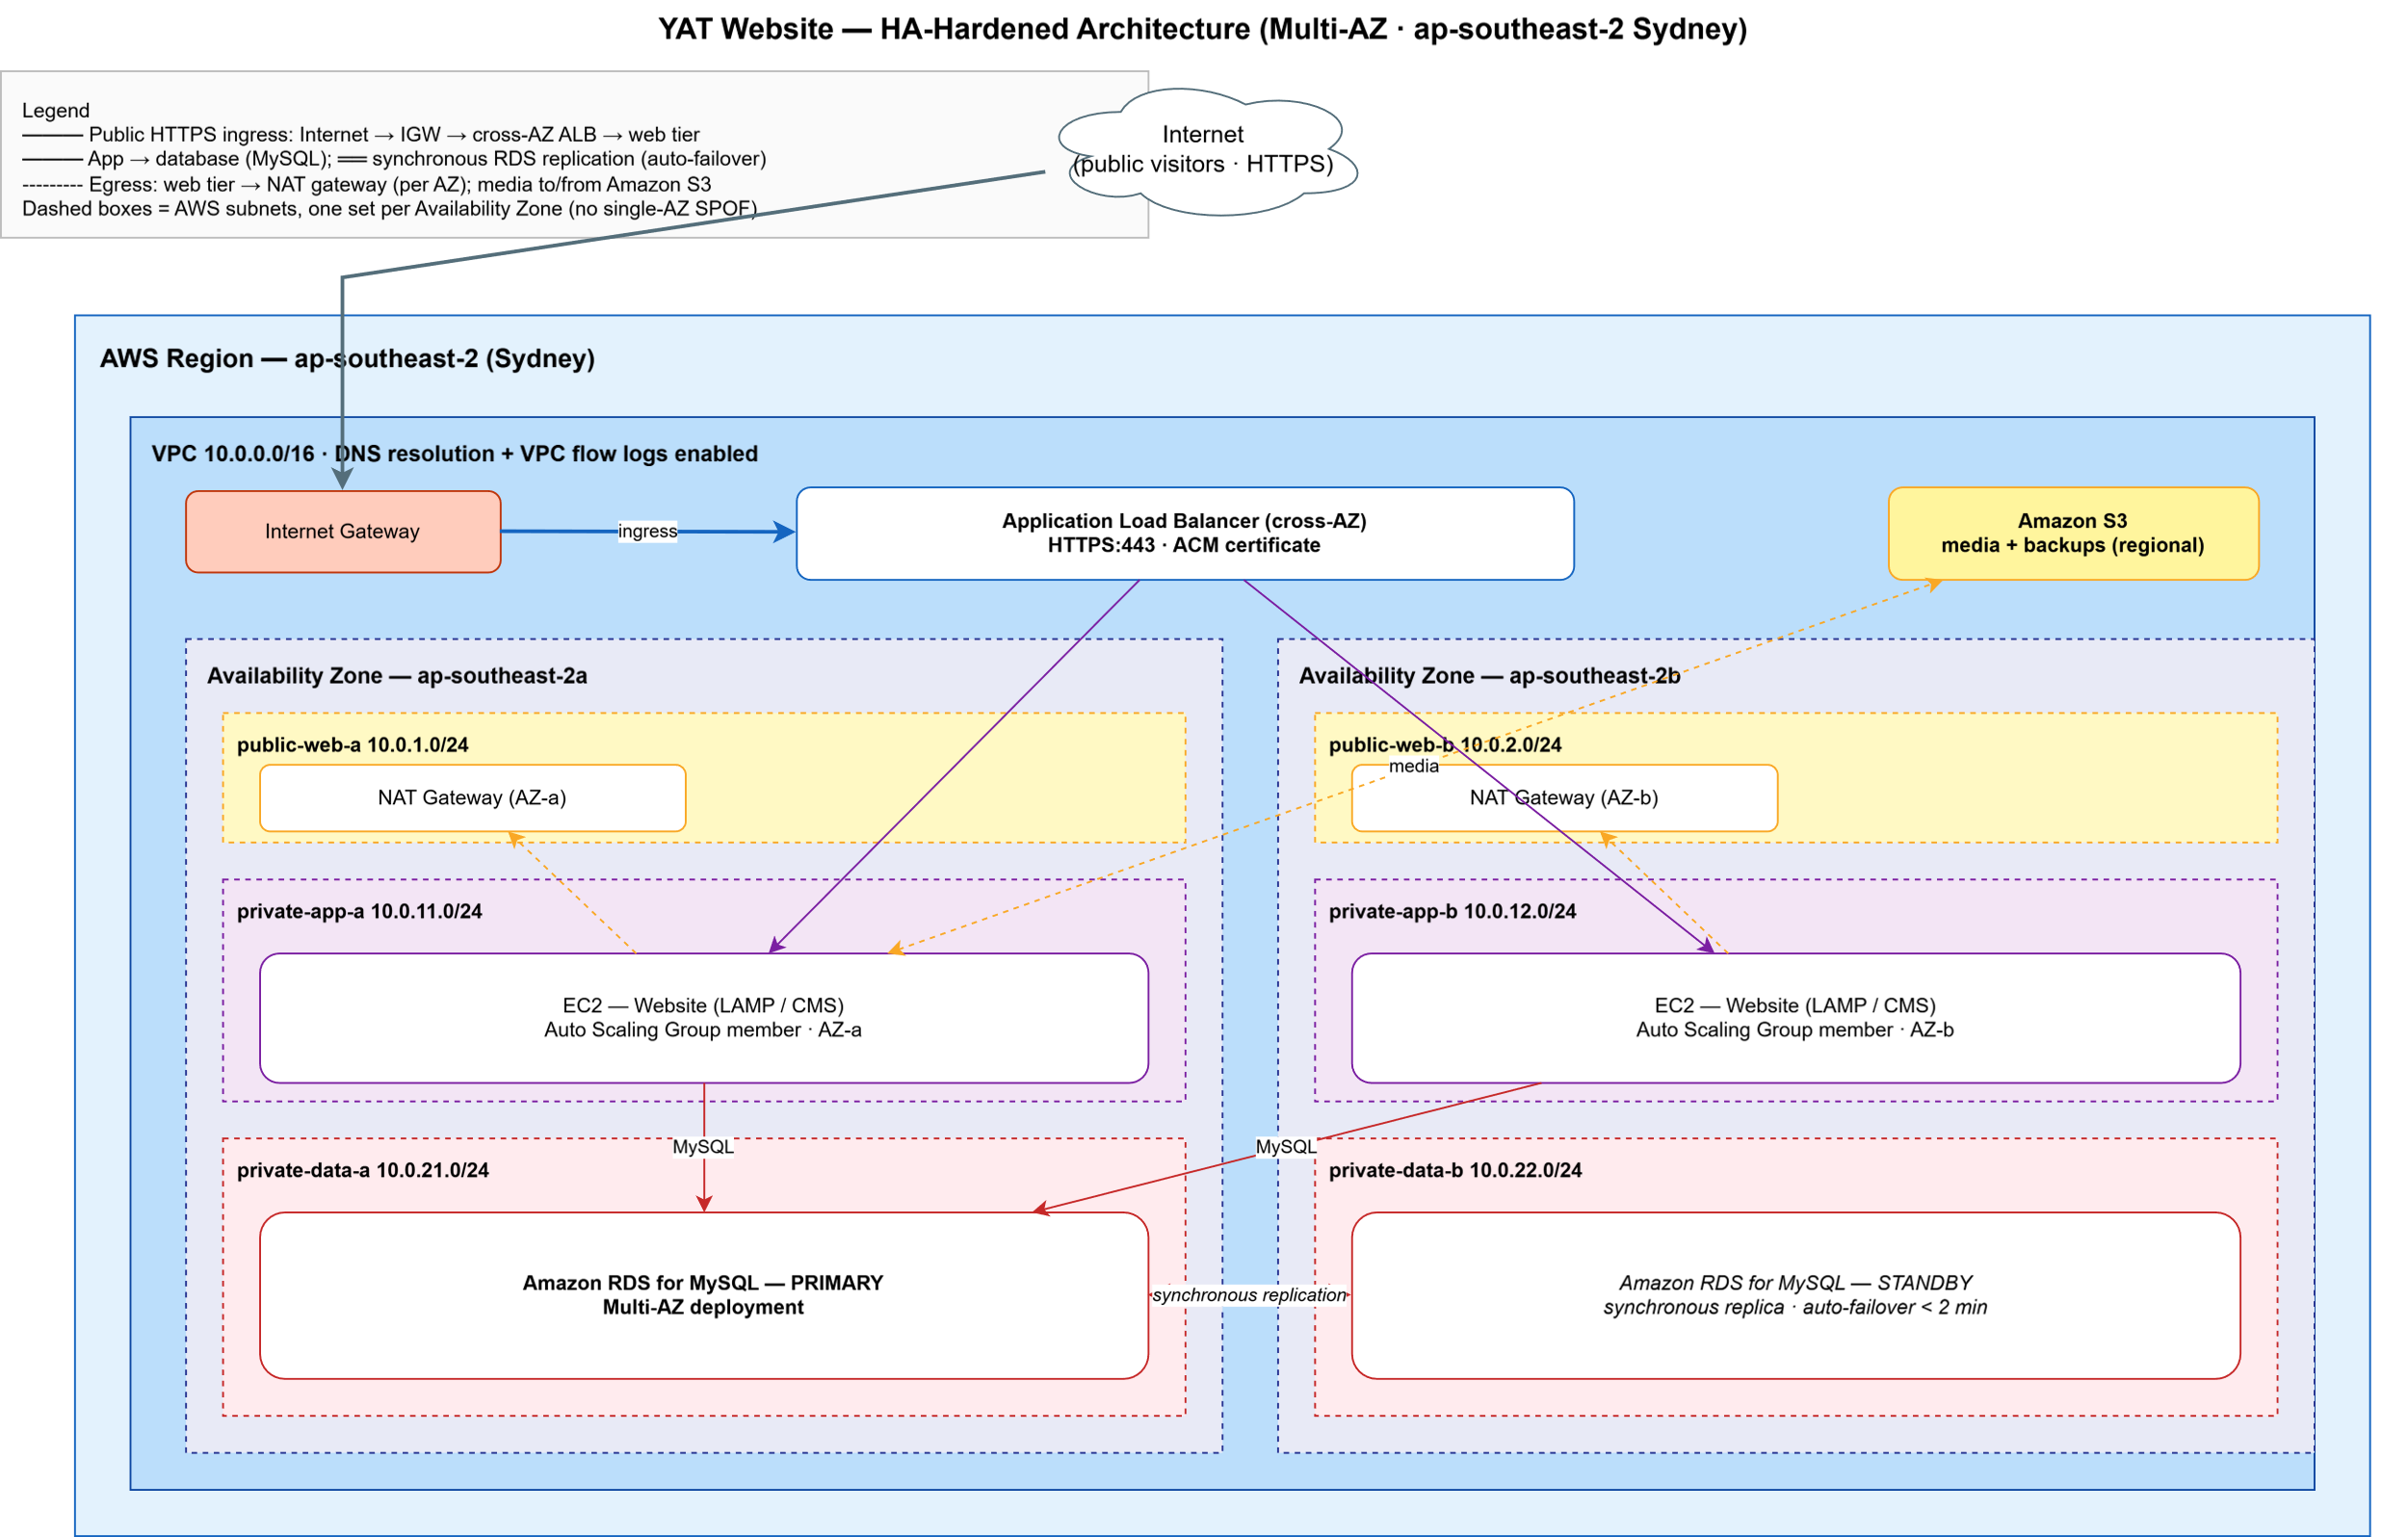 YAT Website — HA-Hardened Architecture (Multi-AZ · ap-southeast-2 Sydney)
Legend
——— Public HTTPS ingress: Internet → IGW → cross-AZ ALB → web tier
——— App → database (MySQL); ══ synchronous RDS replication (auto-failover)
--------- Egress: web tier → NAT gateway (per AZ); media to/from Amazon S3
Dashed boxes = AWS subnets, one set per Availability Zone (no single-AZ SPOF)
Internet
(public visitors · HTTPS)
AWS Region — ap-southeast-2 (Sydney)
VPC 10.0.0.0/16 · DNS resolution + VPC flow logs enabled
Internet Gateway
ingress
Application Load Balancer (cross-AZ)
HTTPS:443 · ACM certificate
Amazon S3
media + backups (regional)
Availability Zone — ap-southeast-2a
public-web-a 10.0.1.0/24
NAT Gateway (AZ-a)
private-app-a 10.0.11.0/24
EC2 — Website (LAMP / CMS)
Auto Scaling Group member · AZ-a
MySQL
private-data-a 10.0.21.0/24
Amazon RDS for MySQL — PRIMARY
Multi-AZ deployment
synchronous replication
Availability Zone — ap-southeast-2b
public-web-b 10.0.2.0/24
media
NAT Gateway (AZ-b)
private-app-b 10.0.12.0/24
EC2 — Website (LAMP / CMS)
Auto Scaling Group member · AZ-b
MySQL
private-data-b 10.0.22.0/24
Amazon RDS for MySQL — STANDBY
synchronous replica · auto-failover < 2 min